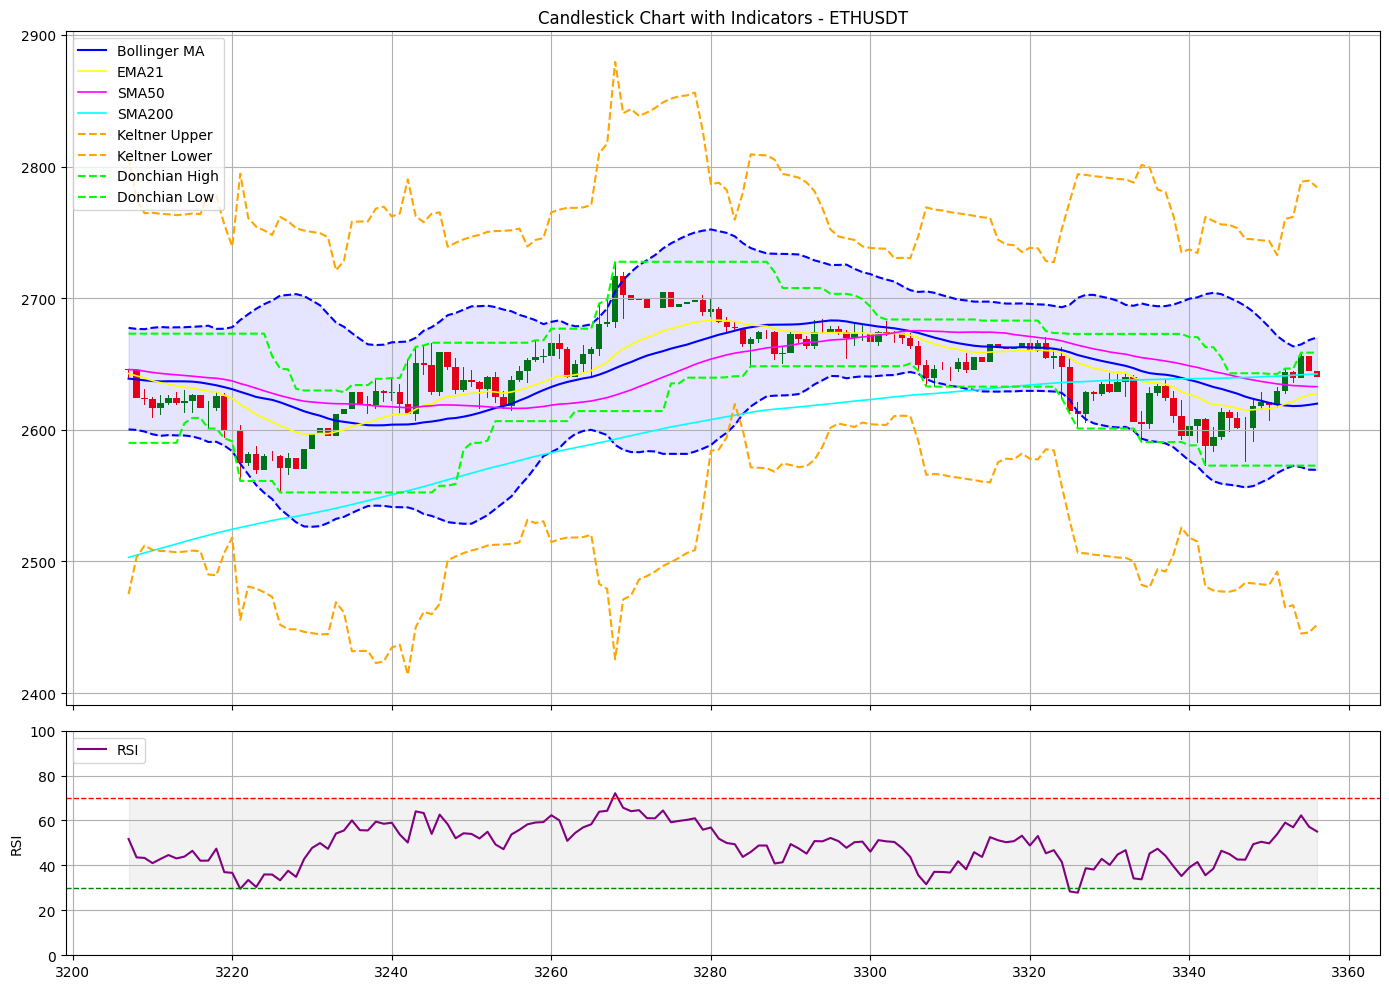 Candlestick Chart with Indicators - ETHUSDT
2900
2800
2700
2600
2500
2400
Bollinger MA
EMA21
SMA50
SMA200
Keltner Upper
Keltner Lower
Donchian High
Donchian Low
100
80
60
40
20
0
RSI
RSI
3200 3220 3240 3260 3280 3300 3320 3340 3360